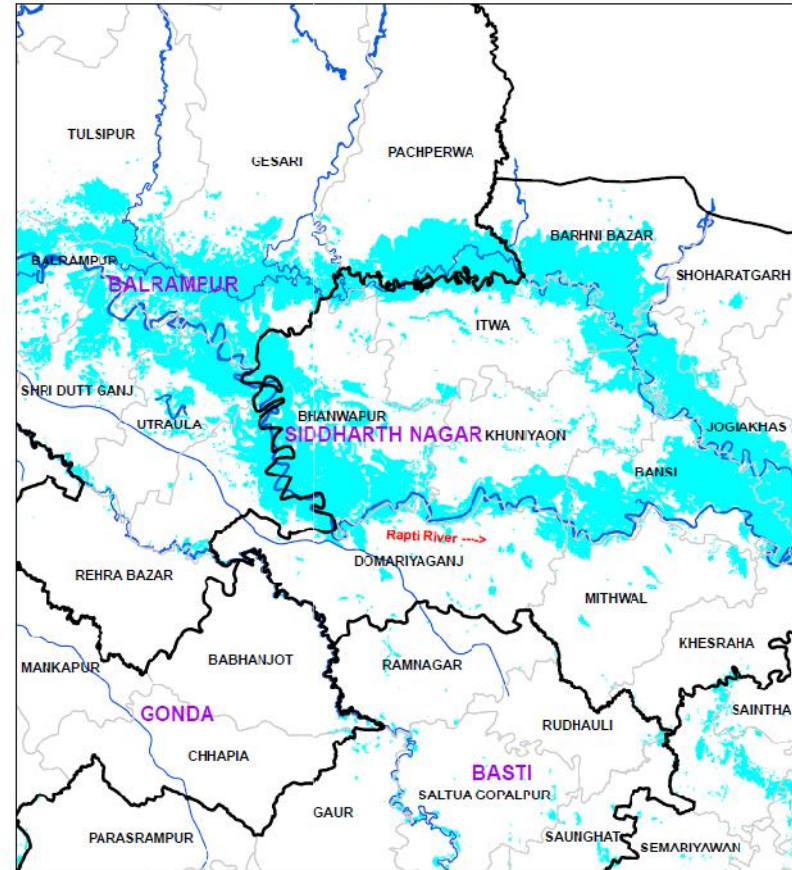 TULSIPUR
GESARI
PACHPERWA
BARHNI BAZAR
SHOHARATGARH
BALRAMPUR
BALRAMPUR
ITWA
SHRI DUTT GANJ
UTRAULA
BHANWAPUR
SIDDHARTH NAGAR
KHUNIYAON
JOGIAKHAS
BANSI
Rapti River ---->
DOMARIYAGANJ
REHRA BAZAR
MITHWAL
MANKAPUR
BABHANJOT
RAMNAGAR
KHESRAHA
SAINTHA
GONDA
RUDHAULI
CHHAPIA
BASTI
SALTUA GOPALPUR
GAUR
PARASRAMPUR
SAUNGHAT
SEMARIYAWAN